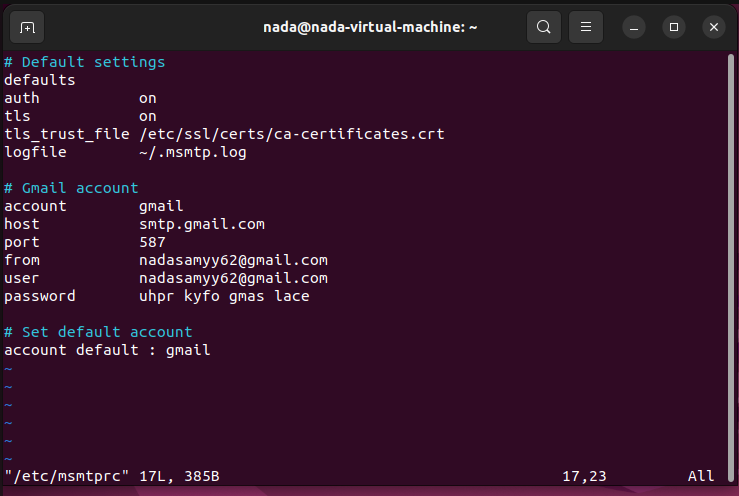 nada@nada-virtual-machine: ~
# Default settings
defaults
auth on
tls on
tls_trust_file /etc/ssl/certs/ca-certificates.crt
logfile ~/.msmtp.log
# Gmail account
account gmail
host smtp.gmail.com
port 587
from nadasamyy62@gmail.com
user nadasamyy62@gmail.com
password uhpr kyfo gmas lace
# Set default account
account default : gmail
~
~
~
~
~
~
"/etc/msmtprc" 17L, 385B 17,23 All